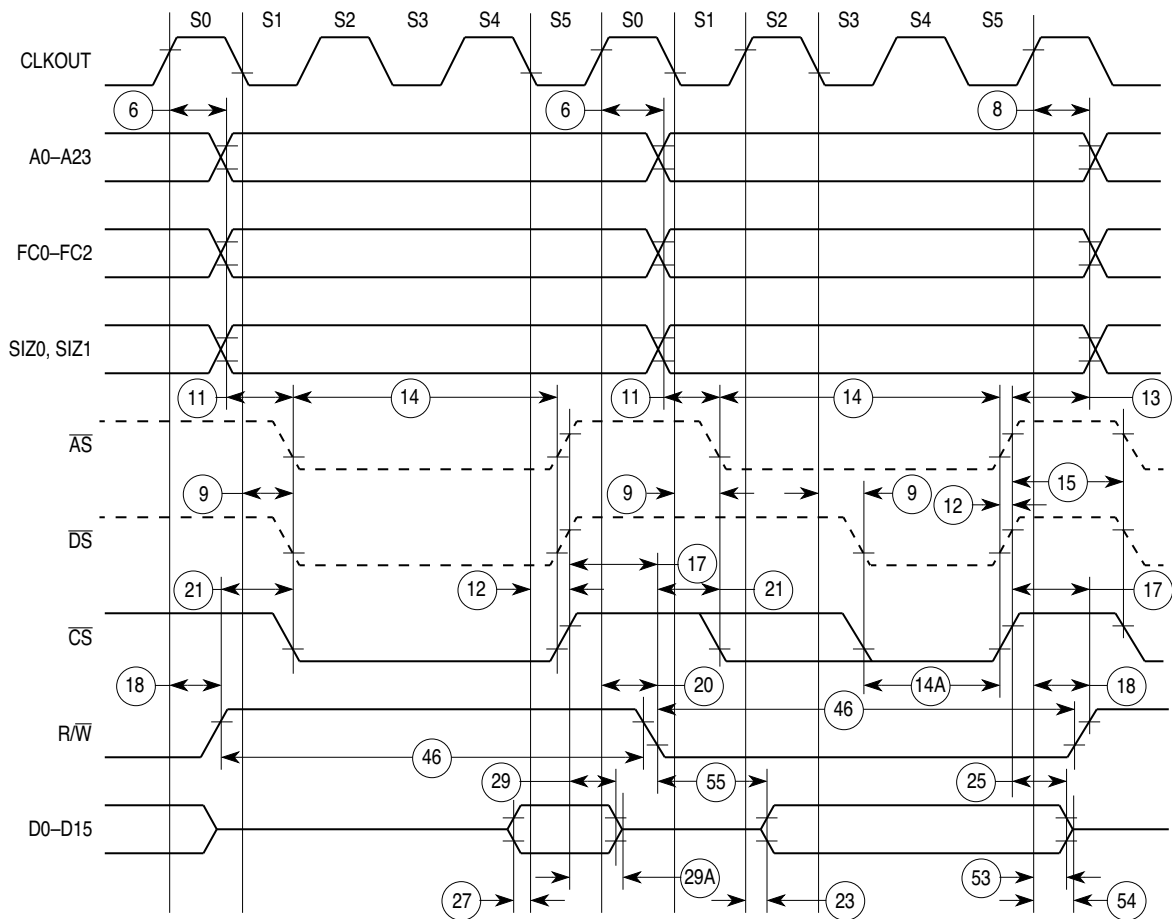 S0 S1 S2 S3 S4 S5 S0 S1 S2 S3 S4 S5
CLKOUT
6 6 8
A0–A23
FC0–FC2
SIZ0, SIZ1
11 14 11 14 13
AS
9 9 9 12 15
DS
21 12 17 21 17
CS
18 20 14A 18
R/W
46 46
29 55 25
D0–D15
27 29A 23 53 54